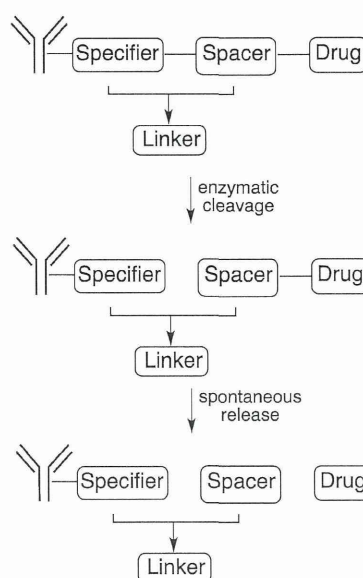 Specifier Spacer Drug
Linker
enzymatic
cleavage
Specifier Spacer Drug
Linker
spontaneous
release
Specifier Spacer Drug
Linker